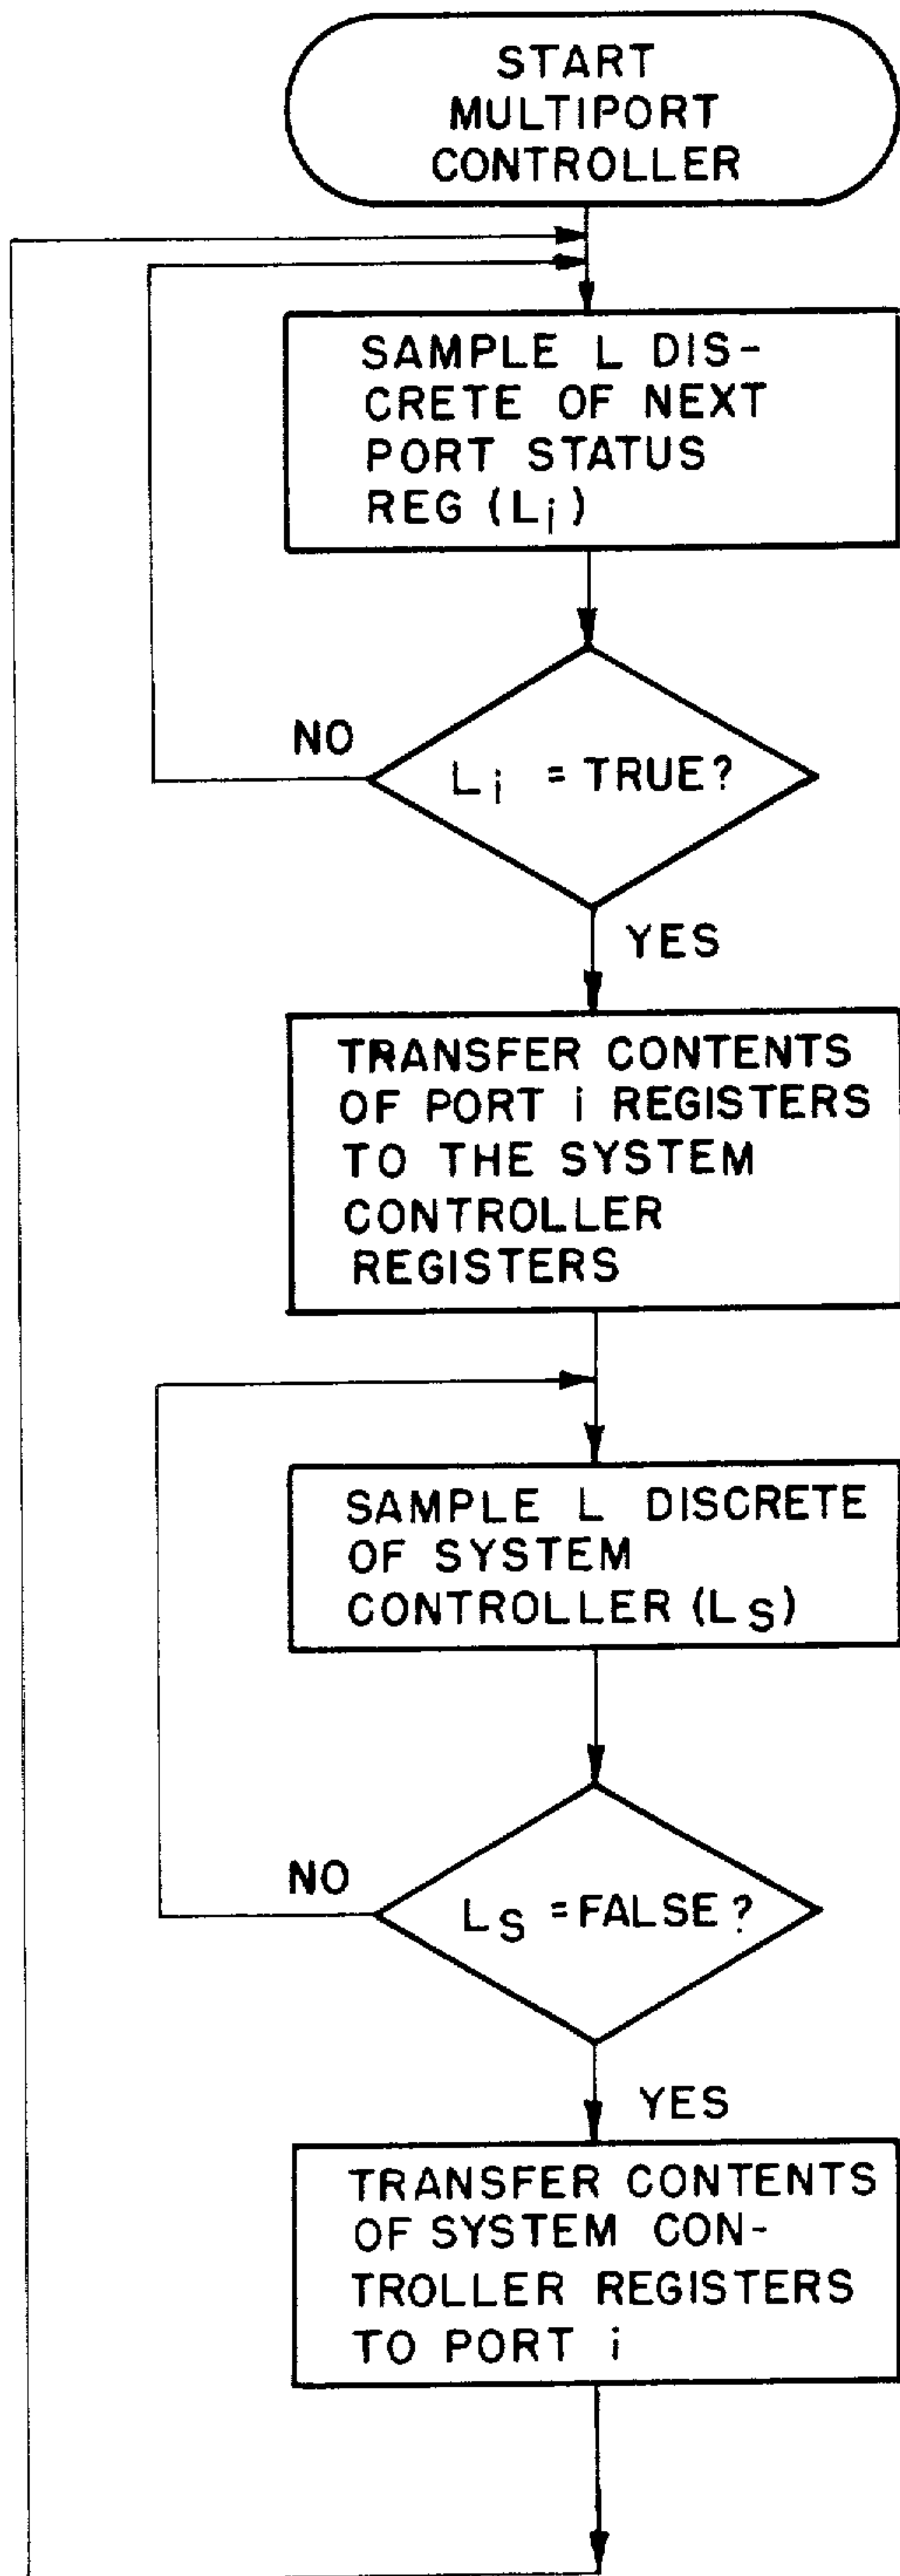 START
MULTIPORT
CONTROLLER
SAMPLE L DIS-
CRETE OF NEXT
PORT STATUS
REG (Li)
NO
Li = TRUE?
YES
TRANSFER CONTENTS
OF PORT i REGISTERS
TO THE SYSTEM
CONTROLLER
REGISTERS
SAMPLE L DISCRETE
OF SYSTEM
CONTROLLER (LS)
NO
LS = FALSE?
YES
TRANSFER CONTENTS
OF SYSTEM CON-
TROLLER REGISTERS
TO PORT i